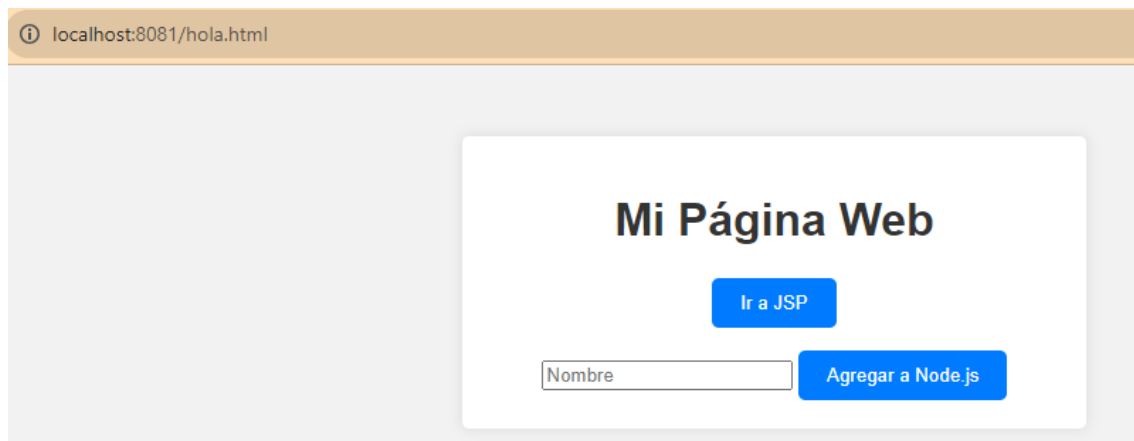 localhost:8081/hola.html
Mi Página Web
Ir a JSP
Nombre Agregar a Node.js